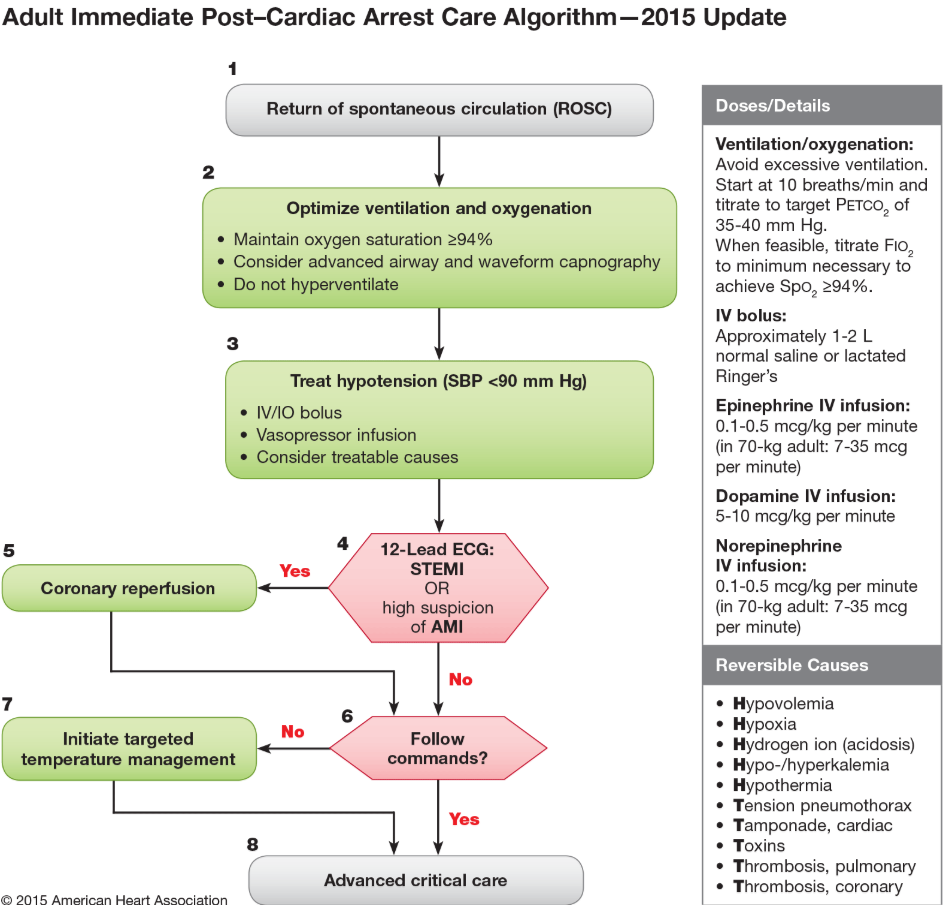 Adult Immediate Post–Cardiac Arrest Care Algorithm—2015 Update
1
Return of spontaneous circulation (ROSC)
2
Optimize ventilation and oxygenation
• Maintain oxygen saturation ≥94%
• Consider advanced airway and waveform capnography
• Do not hyperventilate
3
Treat hypotension (SBP <90 mm Hg)
• IV/IO bolus
• Vasopressor infusion
• Consider treatable causes
4
12-Lead ECG:
STEMI
OR
high suspicion
of AMI
Yes
5
Coronary reperfusion
No
6
Follow
commands?
No
7
Initiate targeted
temperature management
Yes
8
Advanced critical care
© 2015 American Heart Association
Doses/Details
Ventilation/oxygenation:
Avoid excessive ventilation.
Start at 10 breaths/min and
titrate to target PETCO₂ of
35-40 mm Hg.
When feasible, titrate FIO₂
to minimum necessary to
achieve SpO₂ ≥94%.
IV bolus:
Approximately 1-2 L
normal saline or lactated
Ringer's
Epinephrine IV infusion:
0.1-0.5 mcg/kg per minute
(in 70-kg adult: 7-35 mcg
per minute)
Dopamine IV infusion:
5-10 mcg/kg per minute
Norepinephrine
IV infusion:
0.1-0.5 mcg/kg per minute
(in 70-kg adult: 7-35 mcg
per minute)
Reversible Causes
• Hypovolemia
• Hypoxia
• Hydrogen ion (acidosis)
• Hypo-/hyperkalemia
• Hypothermia
• Tension pneumothorax
• Tamponade, cardiac
• Toxins
• Thrombosis, pulmonary
• Thrombosis, coronary